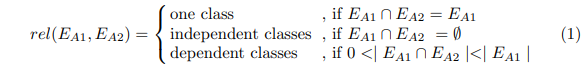 one class , if E_{A1} ∩ E_{A2} = E_{A1}
rel(E_{A1}, E_{A2}) = { independent classes , if E_{A1} ∩ E_{A2} = ∅ (1)
dependent classes , if 0 <| E_{A1} ∩ E_{A2} |<| E_{A1} |